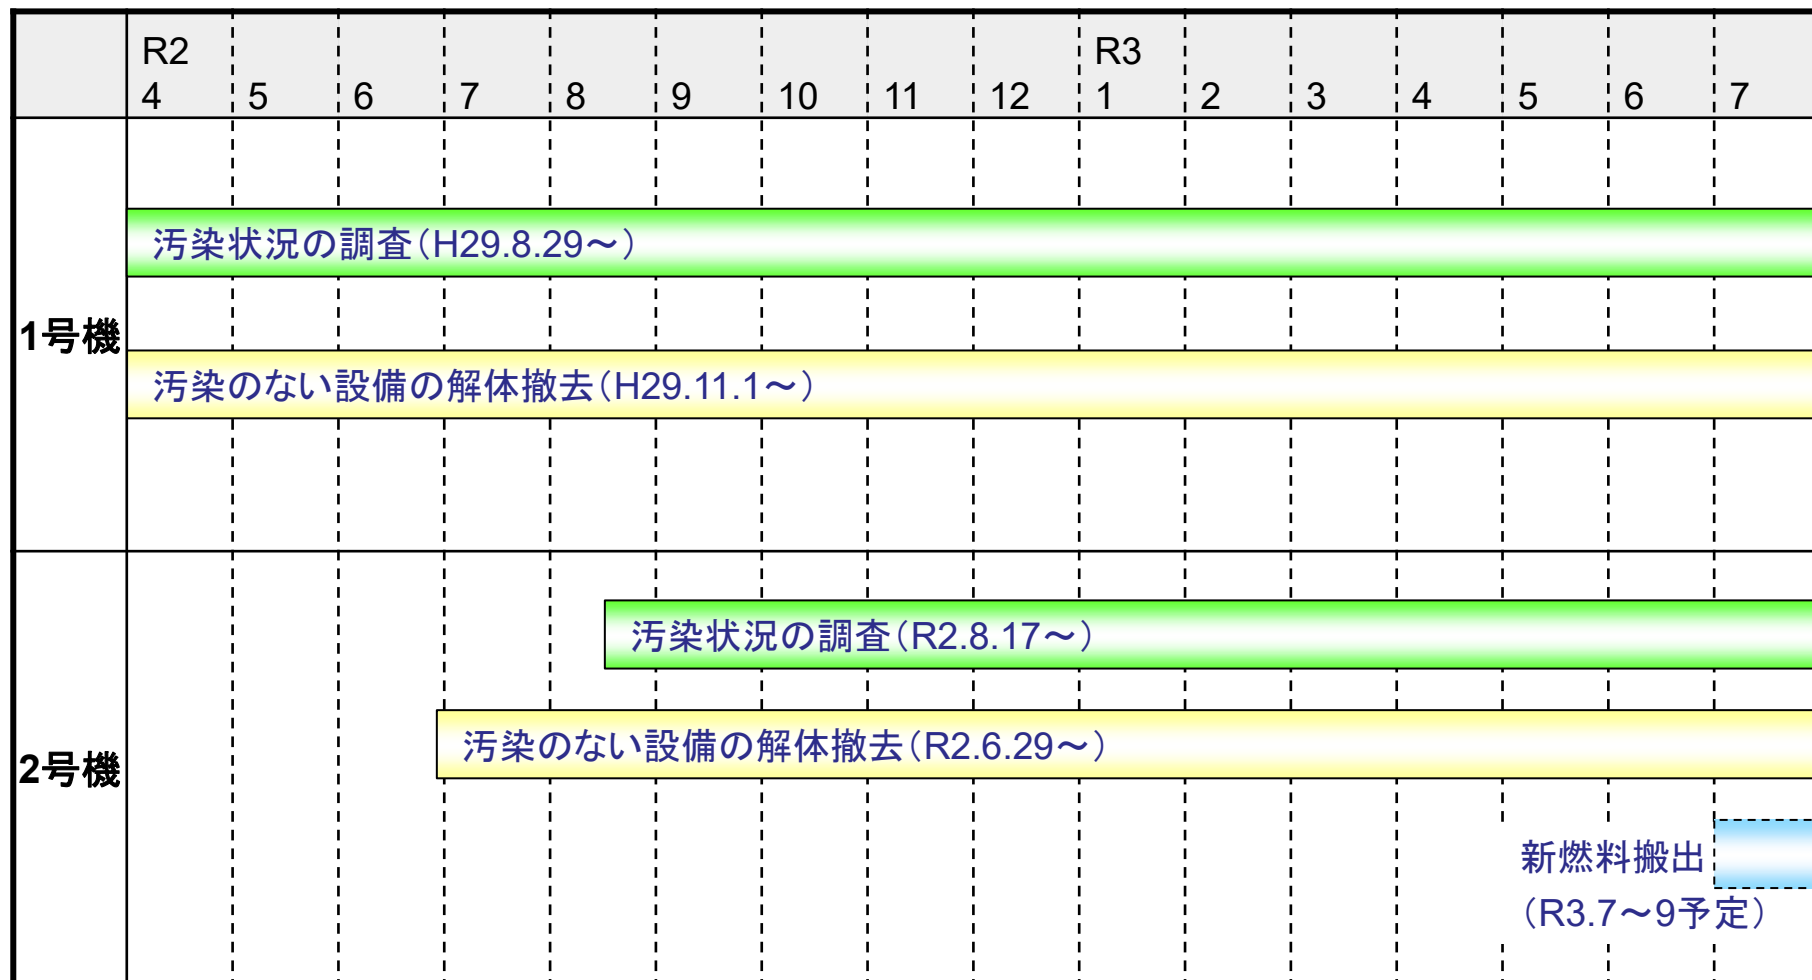 R2 R3
4 5 6 7 8 9 10 11 12 1 2 3 4 5 6 7
1号機
汚染状況の調査(H29.8.29～)
汚染のない設備の解体撤去(H29.11.1～)
2号機
汚染状況の調査(R2.8.17～)
汚染のない設備の解体撤去(R2.6.29～)
新燃料搬出
(R3.7～9予定)